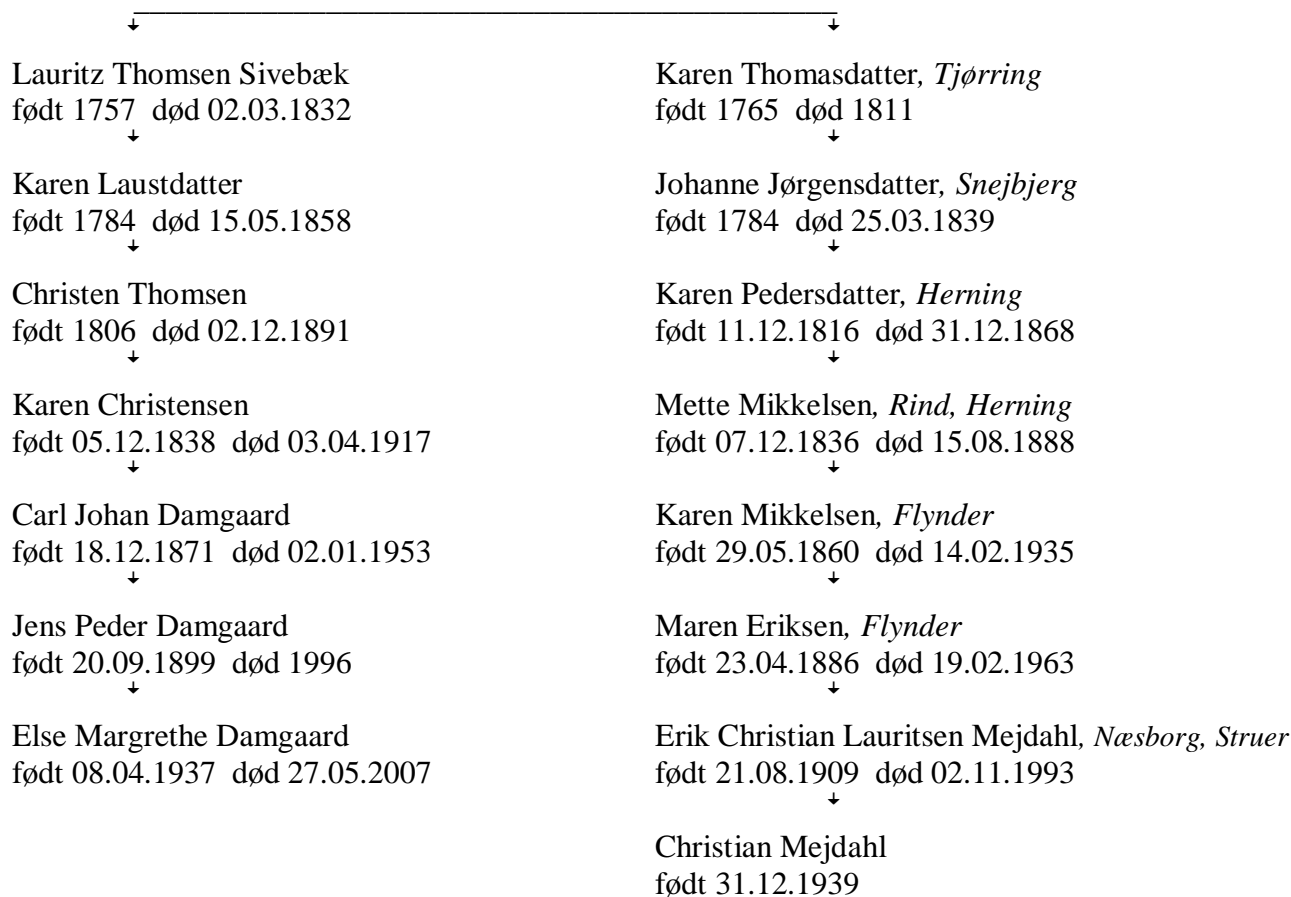 Lauritz Thomsen Sivebæk
født 1757 død 02.03.1832
Karen Laustdatter
født 1784 død 15.05.1858
Christen Thomsen
født 1806 død 02.12.1891
Karen Christensen
født 05.12.1838 død 03.04.1917
Carl Johan Damgaard
født 18.12.1871 død 02.01.1953
Jens Peder Damgaard
født 20.09.1899 død 1996
Else Margrethe Damgaard
født 08.04.1937 død 27.05.2007
Karen Thomasdatter, Tjørring
født 1765 død 1811
Johanne Jørgensdatter, Snejbjerg
født 1784 død 25.03.1839
Karen Pedersdatter, Herning
født 11.12.1816 død 31.12.1868
Mette Mikkelsen, Rind, Herning
født 07.12.1836 død 15.08.1888
Karen Mikkelsen, Flynder
født 29.05.1860 død 14.02.1935
Maren Eriksen, Flynder
født 23.04.1886 død 19.02.1963
Erik Christian Lauritsen Mejdahl, Næsborg, Struer
født 21.08.1909 død 02.11.1993
Christian Mejdahl
født 31.12.1939